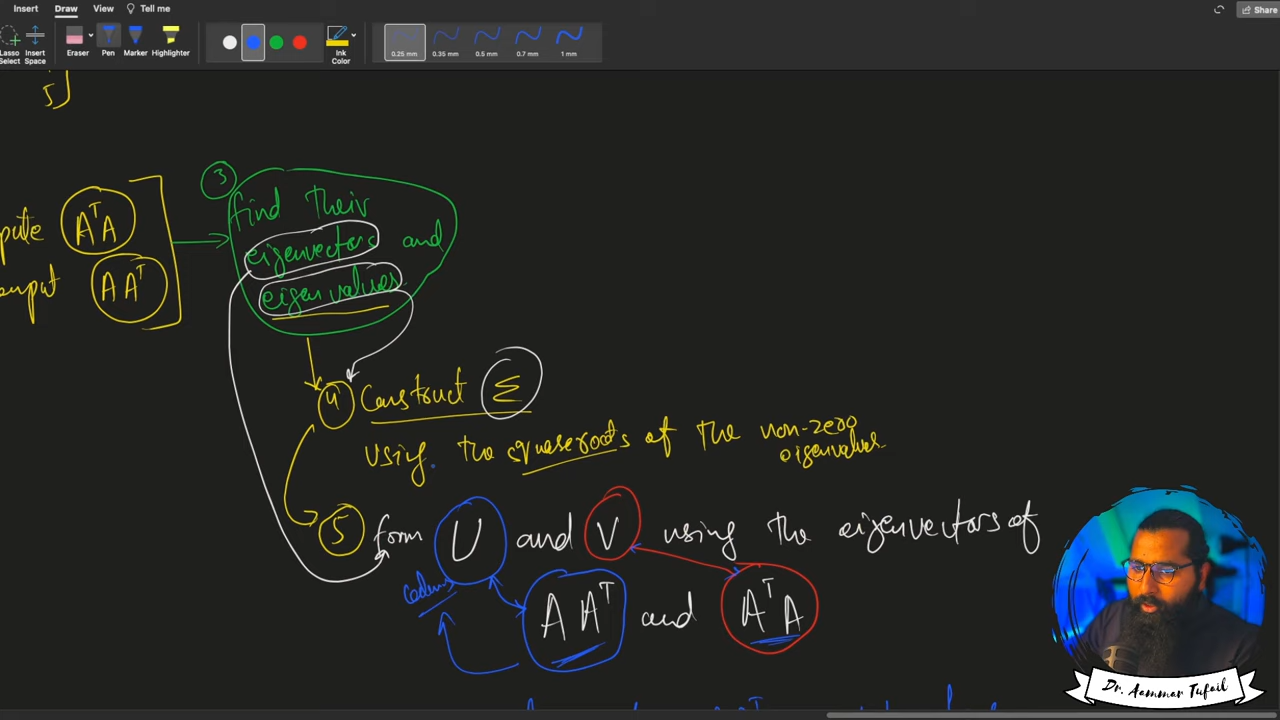 Insert Draw View Tell me
Share
Lasso Select
Insert Space
Eraser
Pen
Marker
Highlighter
Ink Color
0.25 mm 0.35 mm 0.5 mm 0.7 mm 1 mm
5
3
find their
eigenvectors and
eigenvalues
pute AᵀA
omput AAᵀ
4 Construct Σ
using the squareroots of the non-zero
eigenvalues
5 form U and V using the eigenvectors of
AAᵀ and AᵀA
Dr. Aammar Tufail